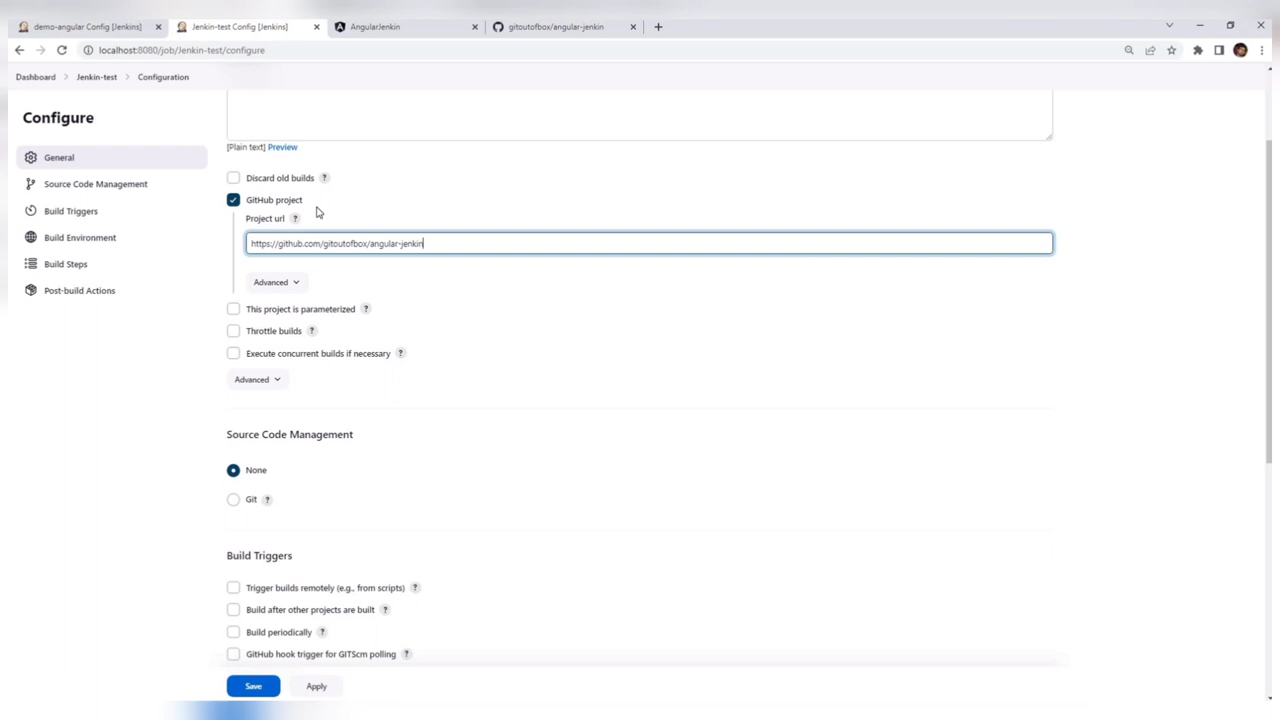 demo-angular Config [Jenkins]
Jenkin-test Config [Jenkins]
AngularJenkin
gitoutofbox/angular-jenkin
localhost:8080/job/Jenkin-test/configure
Dashboard
Jenkin-test
Configuration
Configure
General
Source Code Management
Build Triggers
Build Environment
Build Steps
Post-build Actions
[Plain text] Preview
Discard old builds ?
GitHub project
Project url ?
https://github.com/gitoutofbox/angular-jenkin
Advanced
This project is parameterized ?
Throttle builds ?
Execute concurrent builds if necessary ?
Advanced
Source Code Management
None
Git ?
Build Triggers
Trigger builds remotely (e.g., from scripts) ?
Build after other projects are built ?
Build periodically ?
GitHub hook trigger for GITScm polling ?
Save
Apply